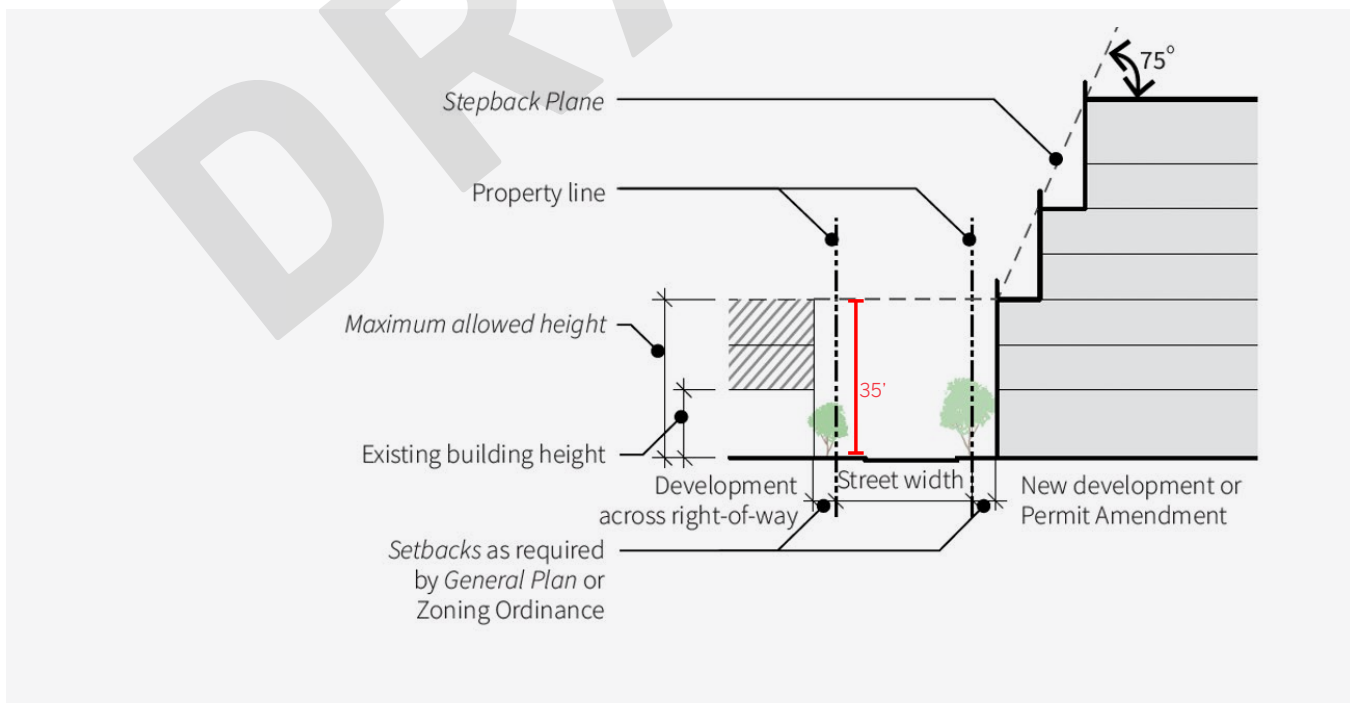 DRA
75°
Stepback Plane
Property line
Maximum allowed height
35'
Existing building height
Development
across right-of-way
Street width
New development or
Permit Amendment
Setbacks as required
by General Plan or
Zoning Ordinance